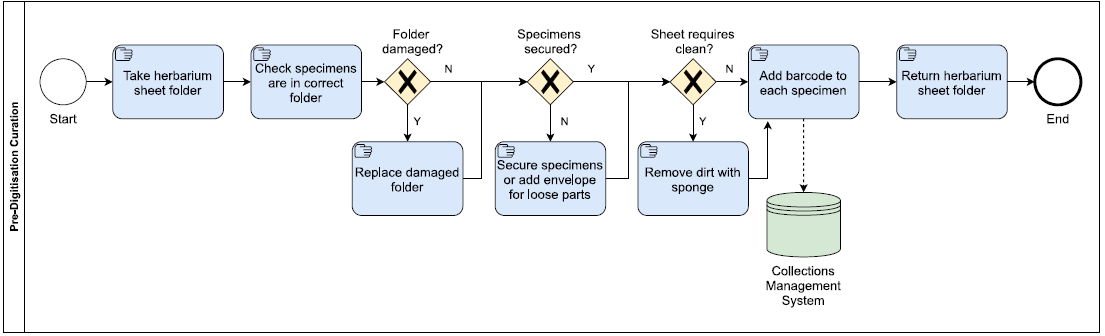 Pre-Digitisation Curation
Start
Take herbarium
sheet folder
Check specimens
are in correct
folder
Folder
damaged?
N
Y
Replace damaged
folder
Specimens
secured?
Y
N
Secure specimens
or add envelope
for loose parts
Sheet requires
clean?
N
Y
Remove dirt with
sponge
Add barcode to
each specimen
Collections
Management
System
Return herbarium
sheet folder
End